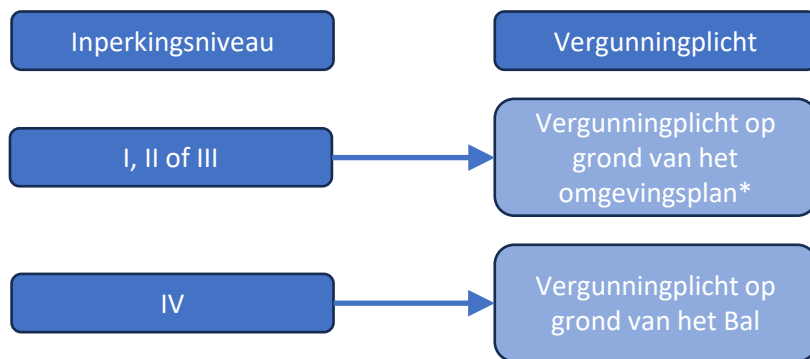 Inperkingsniveau
Vergunningplicht
I, II of III
Vergunningplicht op
grond van het
omgevingsplan*
IV
Vergunningplicht op
grond van het Bal